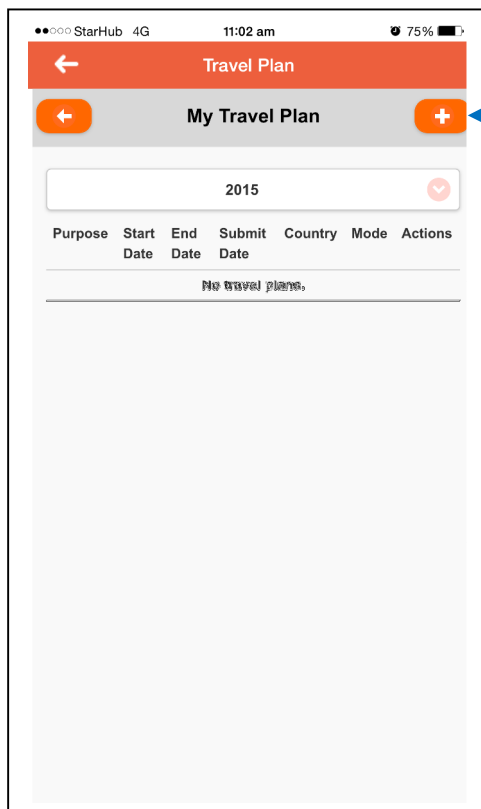 StarHub 4G 11:02 am 75%
Travel Plan
My Travel Plan
2015
Purpose Start Date End Date Submit Date Country Mode Actions
No travel plans.